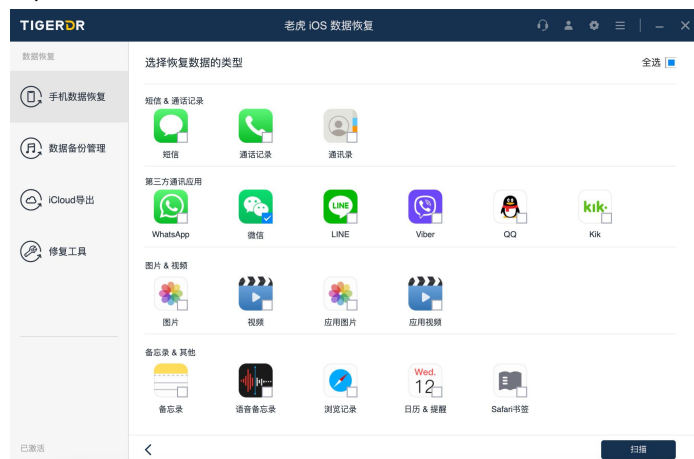 TIGERDR
老虎 iOS 数据恢复
数据恢复
手机数据恢复
数据备份管理
iCloud导出
修复工具
已激活
选择恢复数据的类型
全选
短信 & 通话记录
短信
通话记录
通讯录
第三方通讯应用
LINE
kik
WhatsApp
微信
LINE
Viber
QQ
Kik
图片 & 视频
图片
视频
应用图片
应用视频
备忘录 & 其他
Wed.
12
备忘录
语音备忘录
浏览记录
日历 & 提醒
Safari书签
扫描